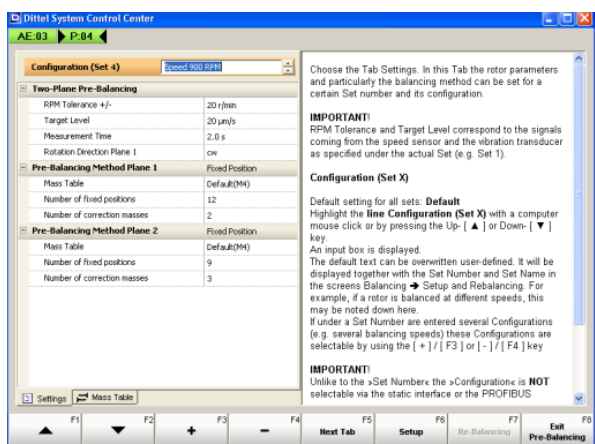 Dittel System Control Center
AE:03 P:04
Configuration (Set 4) Speed 900 RPM
Two-Plane Pre-Balancing
RPM Tolerance +/- 20 r/min
Target Level 20 µm/s
Measurement Time 2.0 s
Rotation Direction Plane 1 cw
Pre-Balancing Method Plane 1 Fixed Position
Mass Table Default(M4)
Number of fixed positions 12
Number of correction masses 2
Pre-Balancing Method Plane 2 Fixed Position
Mass Table Default(M4)
Number of fixed positions 9
Number of correction masses 3
Settings Mass Table
Choose the Tab Settings. In this Tab the rotor parameters
and particularly the balancing method can be set for a
certain Set number and its configuration.
IMPORTANT!
RPM Tolerance and Target Level correspond to the signals
coming from the speed sensor and the vibration transducer
as specified under the actual Set (e.g. Set 1).
Configuration (Set X)
Default setting for all sets: Default
Highlight the line Configuration (Set X) with a computer
mouse click or by pressing the Up- [ ▲ ] or Down- [ ▼ ]
key.
An input box is displayed.
The default text can be overwritten user-defined. It will be
displayed together with the Set Number and Set Name in
the screens Balancing ➔ Setup and Rebalancing. For
example, if a rotor is balanced at different speeds, this
may be noted down here.
If under a Set Number are entered several Configurations
(e.g. several balancing speeds) these Configurations are
selectable by using the [ + ] / [ F3 ] or [ - ] / [ F4 ] key
IMPORTANT!
Unlike to the »Set Number« the »Configuration« is NOT
selectable via the static interface or the PROFIBUS
F1 F2 F3 F4 F5 F6 F7 F8
▲ ▼ + − Next Tab Setup Re-Balancing Exit
Pre-Balancing